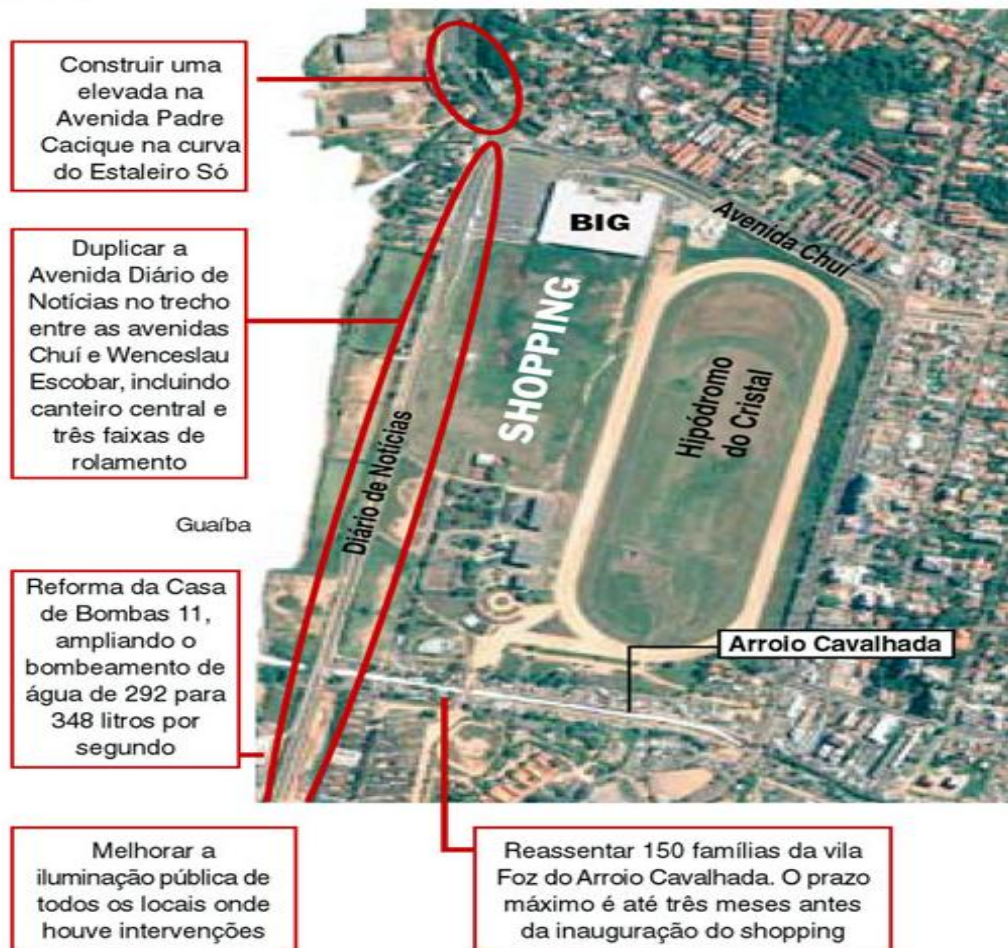 Construir uma
elevada na
Avenida Padre
Cacique na curva
do Estaleiro Só
Duplicar a
Avenida Diário de
Notícias no trecho
entre as avenidas
Chuí e Wenceslau
Escobar, incluindo
canteiro central e
três faixas de
rolamento
Guaíba
Reforma da Casa
de Bombas 11,
ampliando o
bombeamento de
água de 292 para
348 litros por
segundo
Melhorar a
iluminação pública de
todos os locais onde
houve intervenções
BIG
Avenida Chuí
SHOPPING
Hipódromo
do Cristal
Diário de Notícias
Arroio Cavalhada
Reassentar 150 famílias da vila
Foz do Arroio Cavalhada. O prazo
máximo é até três meses antes
da inauguração do shopping